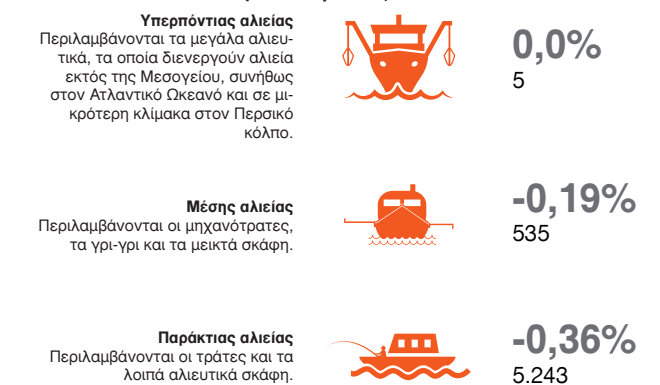 Υπερπόντιας αλιείας
Περιλαμβάνονται τα μεγάλα αλιευ-
τικά, τα οποία διενεργούν αλιεία
εκτός της Μεσογείου, συνήθως
στον Ατλαντικό Ωκεανό και σε μι-
κρότερη κλίμακα στον Περσικό
κόλπο.
0,0%
5
Μέσης αλιείας
Περιλαμβάνονται οι μηχανότρατες,
τα γρι-γρι και τα μεικτά σκάφη.
-0,19%
535
Παράκτιας αλιείας
Περιλαμβάνονται οι τράτες και τα
λοιπά αλιευτικά σκάφη.
-0,36%
5.243